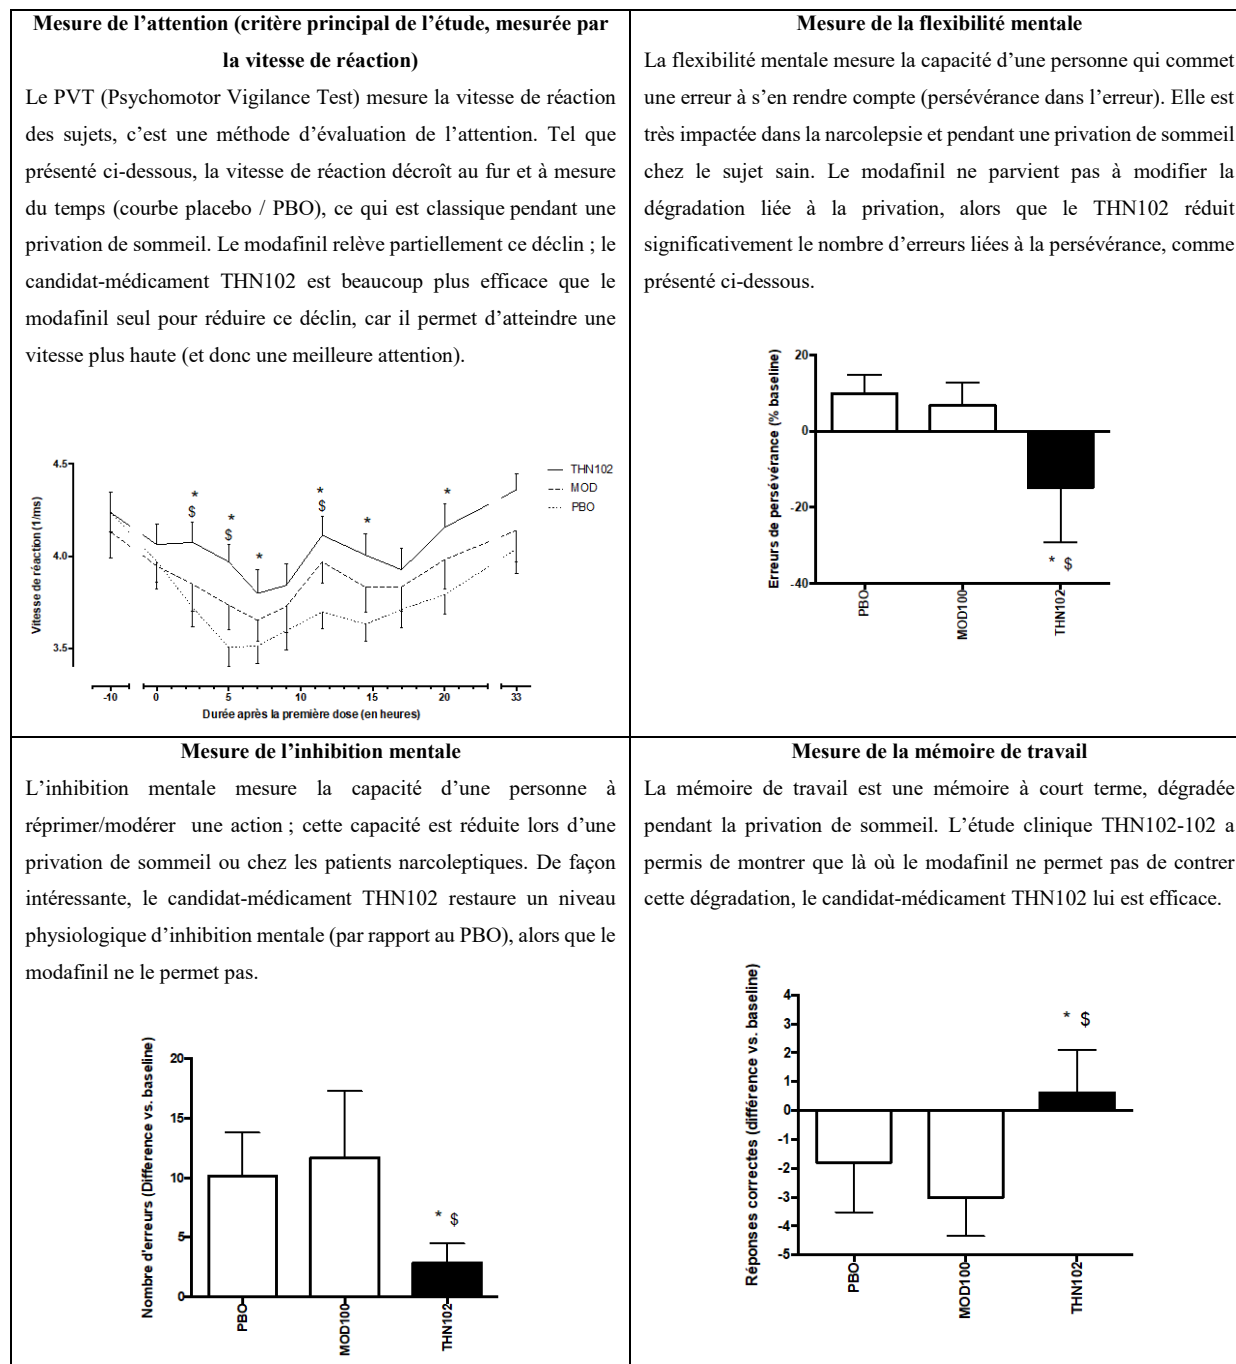 Mesure de l’attention (critère principal de l’étude, mesurée par
la vitesse de réaction)
Le PVT (Psychomotor Vigilance Test) mesure la vitesse de réaction
des sujets, c’est une méthode d’évaluation de l’attention. Tel que
présenté ci-dessous, la vitesse de réaction décroît au fur et à mesure
du temps (courbe placebo / PBO), ce qui est classique pendant une
privation de sommeil. Le modafinil relève partiellement ce déclin ; le
candidat-médicament THN102 est beaucoup plus efficace que le
modafinil seul pour réduire ce déclin, car il permet d’atteindre une
vitesse plus haute (et donc une meilleure attention).
Vitesse de réaction (1/ms)
4.5
4.0
3.5
* $
* $
*
* $
*
*
THN102
MOD
PBO
-10 0 5 10 15 20 33
Durée après la première dose (en heures)
Mesure de la flexibilité mentale
La flexibilité mentale mesure la capacité d’une personne qui commet
une erreur à s’en rendre compte (persévérance dans l’erreur). Elle est
très impactée dans la narcolepsie et pendant une privation de sommeil
chez le sujet sain. Le modafinil ne parvient pas à modifier la
dégradation liée à la privation, alors que le THN102 réduit
significativement le nombre d’erreurs liées à la persévérance, comme
présenté ci-dessous.
Erreurs de persévérance (% baseline)
20
0
-20
-40
* $
PBO
MOD100
THN102
Mesure de l’inhibition mentale
L’inhibition mentale mesure la capacité d’une personne à
réprimer/modérer une action ; cette capacité est réduite lors d’une
privation de sommeil ou chez les patients narcoleptiques. De façon
intéressante, le candidat-médicament THN102 restaure un niveau
physiologique d’inhibition mentale (par rapport au PBO), alors que le
modafinil ne le permet pas.
Nombre d'erreurs (Difference vs. baseline)
20
15
10
5
0
* $
PBO
MOD100
THN102
Mesure de la mémoire de travail
La mémoire de travail est une mémoire à court terme, dégradée
pendant la privation de sommeil. L’étude clinique THN102-102 a
permis de montrer que là où le modafinil ne permet pas de contrer
cette dégradation, le candidat-médicament THN102 lui est efficace.
Réponses correctes (différence vs. baseline)
4
3
2
1
0
-1
-2
-3
-4
-5
* $
PBO
MOD100
THN102